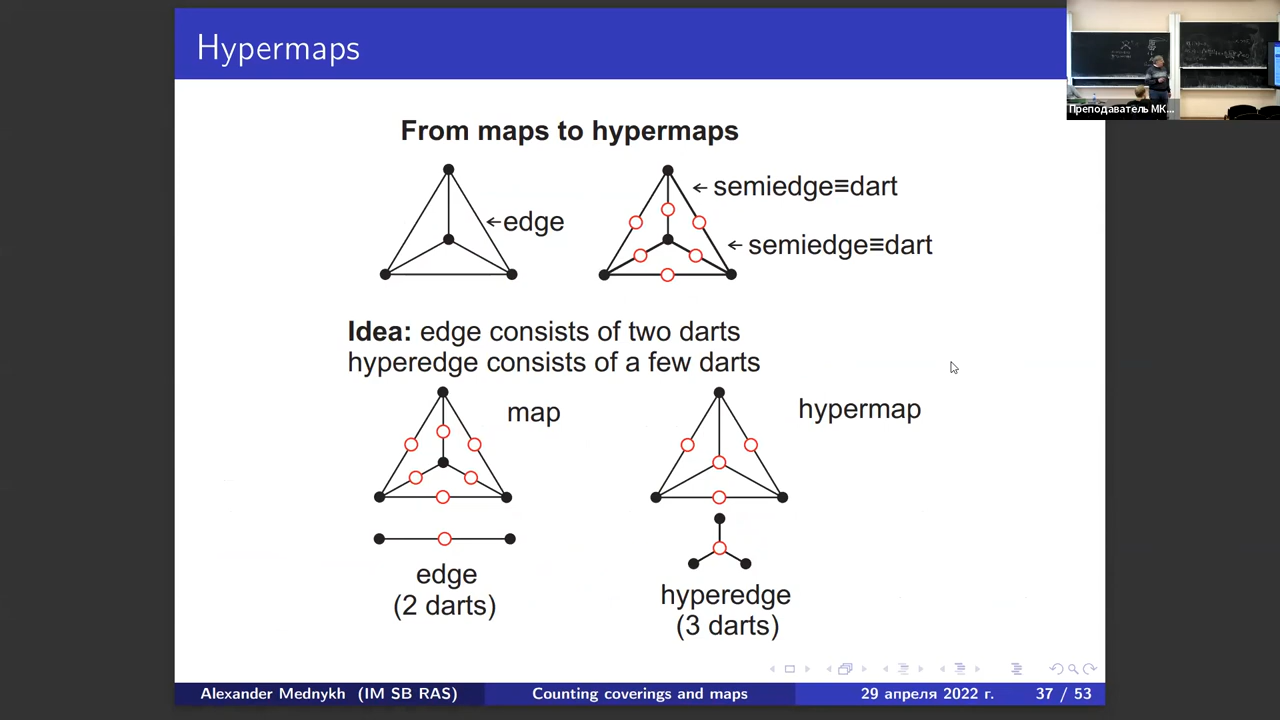 Hypermaps
Преподаватель МК...
From maps to hypermaps
←semiedge≡dart
←edge
←semiedge≡dart
Idea: edge consists of two darts
hyperedge consists of a few darts
map
hypermap
edge
(2 darts)
hyperedge
(3 darts)
Alexander Mednykh (IM SB RAS)
Counting coverings and maps
29 апреля 2022 г.
37 / 53